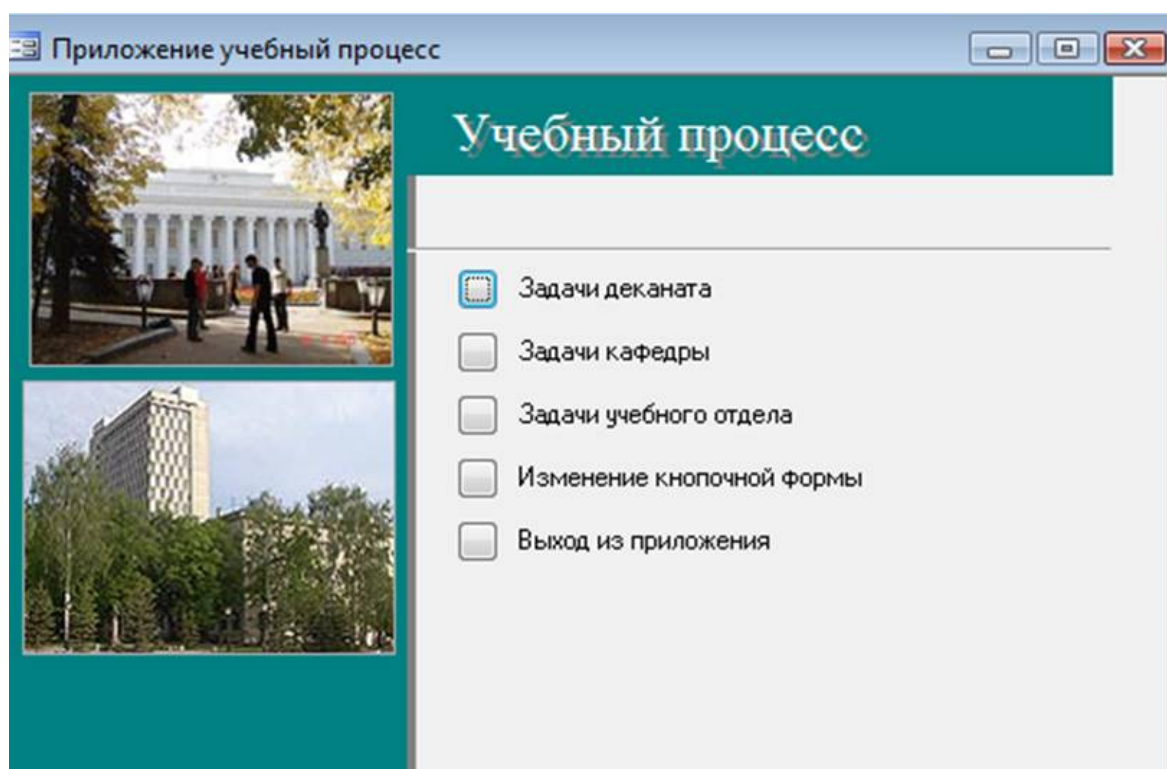 Приложение учебный процесс
Учебный процесс
Задачи деканата
Задачи кафедры
Задачи учебного отдела
Изменение кнопочной формы
Выход из приложения